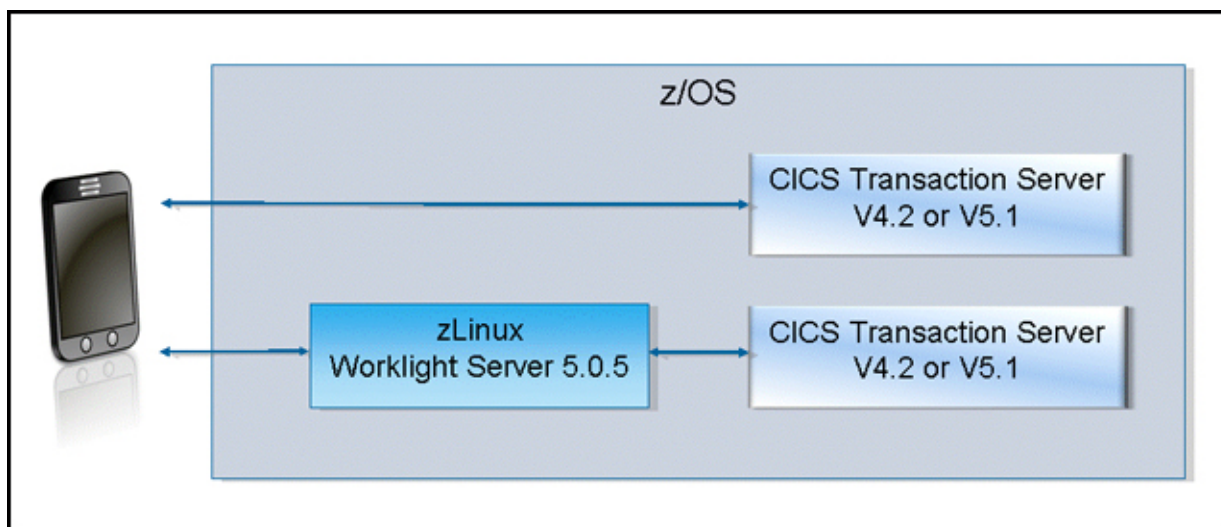 z/OS
CICS Transaction Server
V4.2 or V5.1
zLinux
Worklight Server 5.0.5
CICS Transaction Server
V4.2 or V5.1